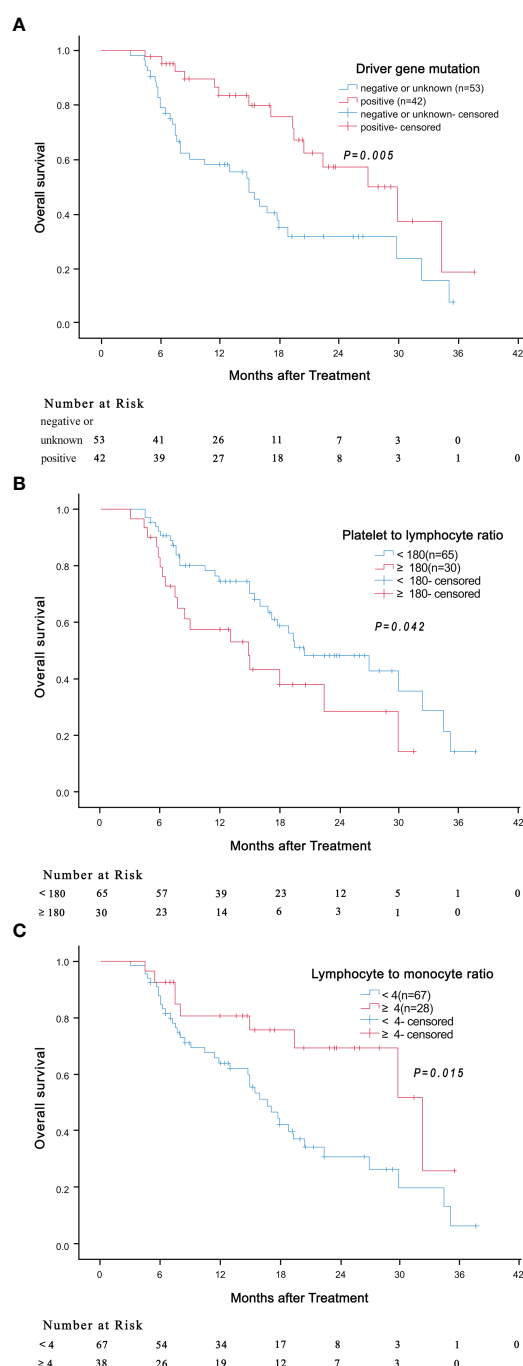 A
Driver gene mutation
negative or unknown (n=53)
positive (n=42)
negative or unknown- censored
positive- censored
P=0.005
Overall survival
1.0
0.8
0.6
0.4
0.2
0.0
0 6 12 18 24 30 36 42
Months after Treatment
Number at Risk
negative or
unknown 53 41 26 11 7 3 0
positive 42 39 27 18 8 3 1 0
B
Platelet to lymphocyte ratio
< 180(n=65)
≥ 180(n=30)
< 180- censored
≥ 180- censored
P=0.042
Overall survival
1.0
0.8
0.6
0.4
0.2
0.0
0 6 12 18 24 30 36 42
Months after Treatment
Number at Risk
< 180 65 57 39 23 12 5 1 0
≥ 180 30 23 14 6 3 1 0
C
Lymphocyte to monocyte ratio
< 4(n=67)
≥ 4(n=28)
< 4- censored
≥ 4- censored
P=0.015
Overall survival
1.0
0.8
0.6
0.4
0.2
0.0
0 6 12 18 24 30 36 42
Months after Treatment
Number at Risk
< 4 67 54 34 17 8 3 1 0
≥ 4 38 26 19 12 7 3 0